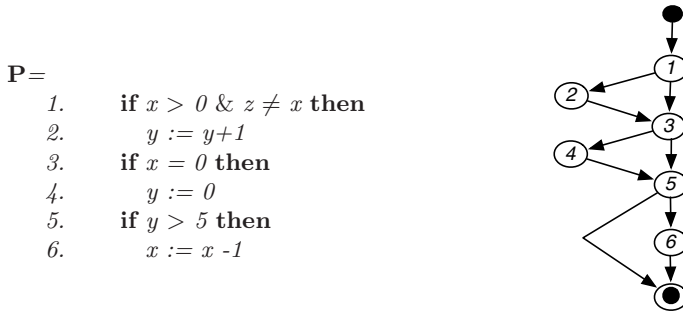 P=
1. if x > 0 & z ≠ x then
2. y := y+1
3. if x = 0 then
4. y := 0
5. if y > 5 then
6. x := x -1
1
2
3
4
5
6